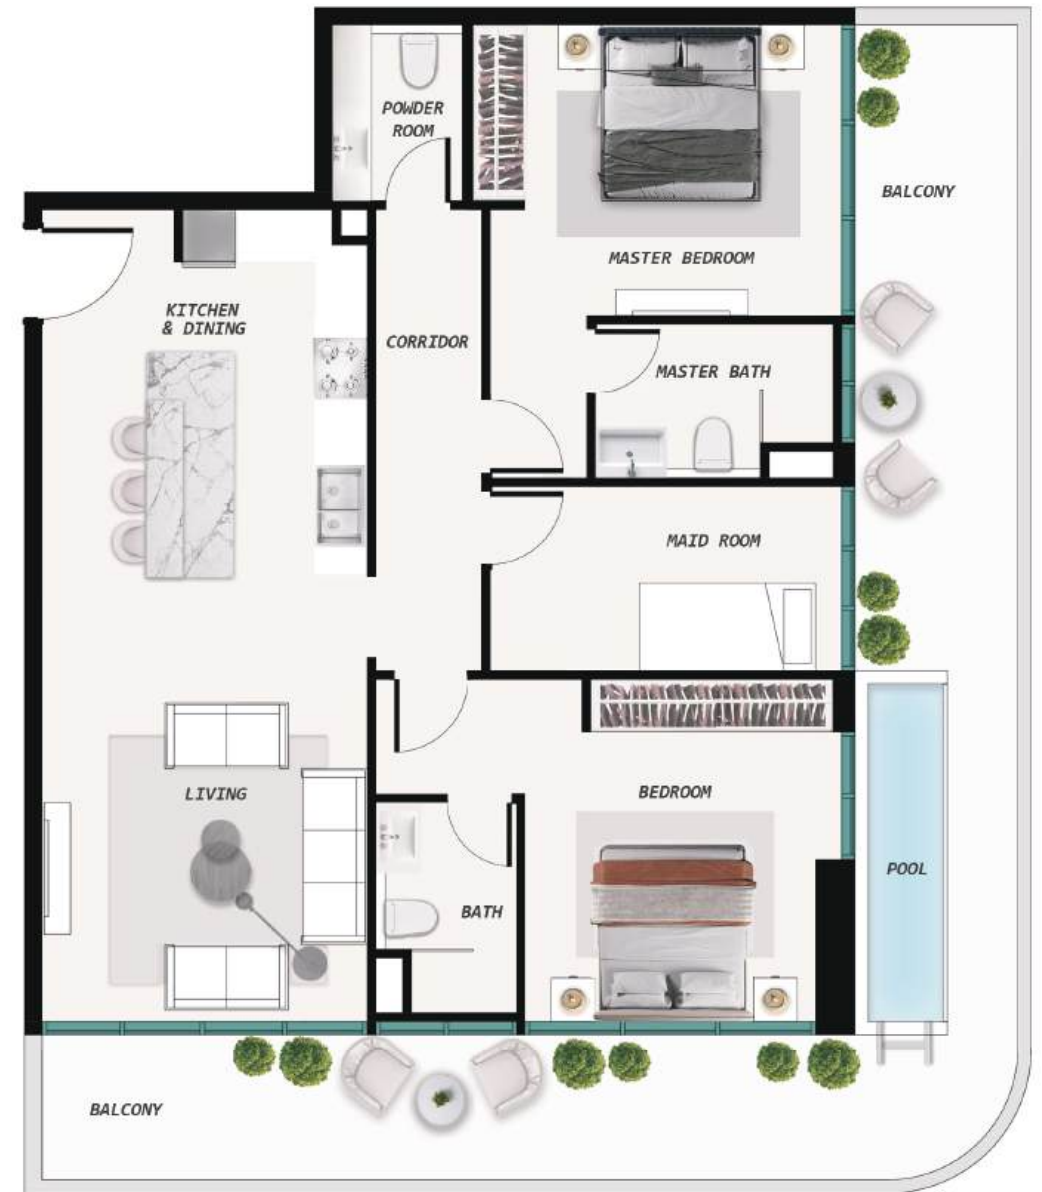 POWDER
ROOM
BALCONY
MASTER BEDROOM
KITCHEN
& DINING
CORRIDOR
MASTER BATH
MAID ROOM
LIVING
BEDROOM
POOL
BATH
BALCONY